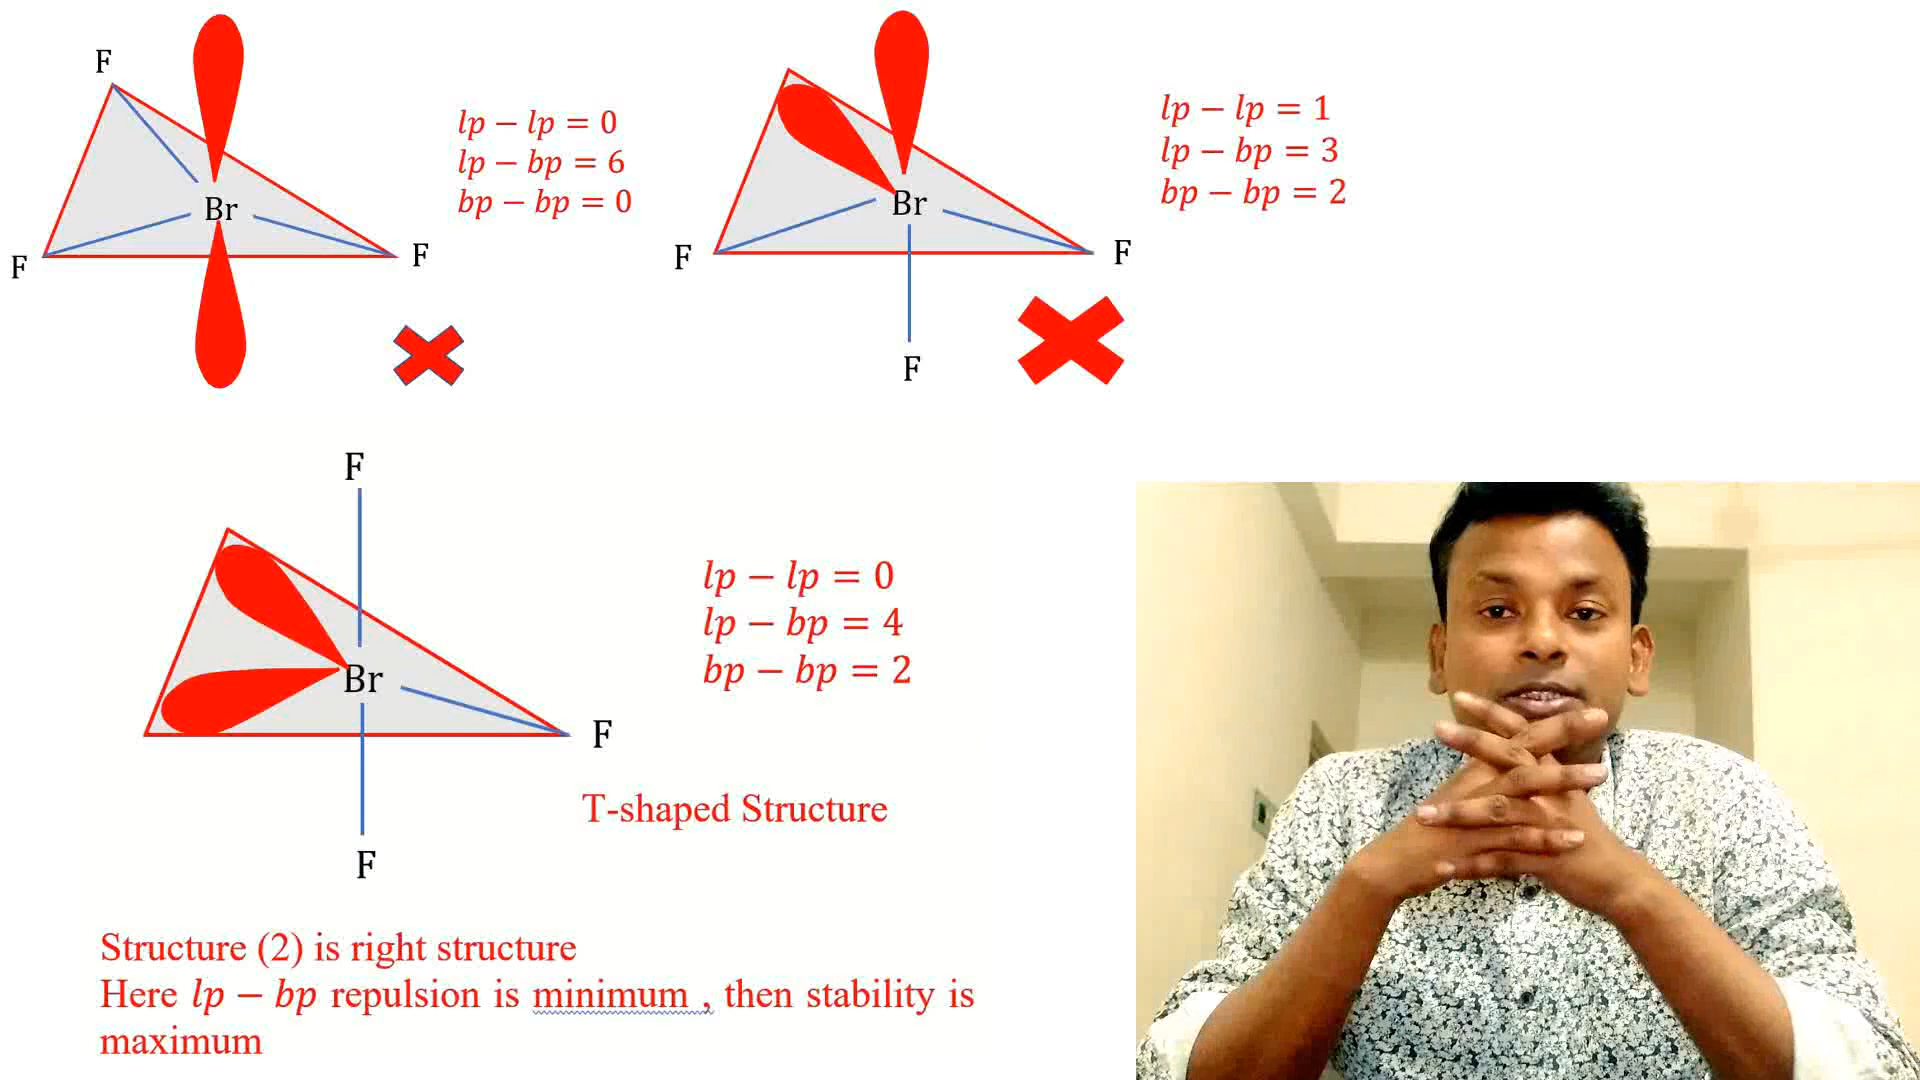 F
Br
F
F
lp − lp = 0
lp − bp = 6
bp − bp = 0
Br
F
F
F
lp − lp = 1
lp − bp = 3
bp − bp = 2
F
Br
F
F
lp − lp = 0
lp − bp = 4
bp − bp = 2
T-shaped Structure
Structure (2) is right structure
Here lp − bp repulsion is minimum , then stability is
maximum